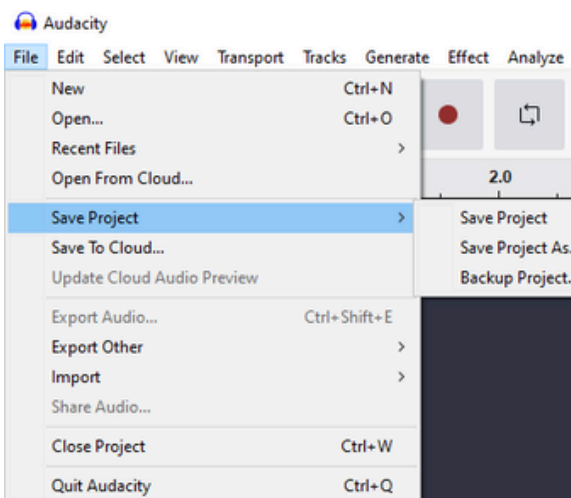 Audacity
File Edit Select View Transport Tracks Generate Effect Analyze
New Ctrl+N
Open... Ctrl+O
Recent Files
Open From Cloud...
2.0
Save Project
Save Project
Save To Cloud...
Save Project As.
Update Cloud Audio Preview
Backup Project.
Export Audio... Ctrl+Shift+E
Export Other
Import
Share Audio...
Close Project Ctrl+W
Quit Audacity Ctrl+Q